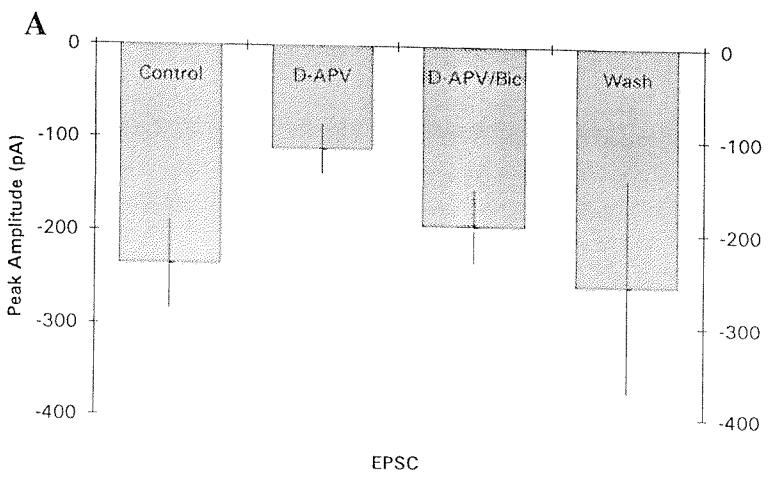 A
0 0
Control D-APV D-APV/Bic Wash
-100 -100
-200 -200
-300 -300
-400 -400
Peak Amplitude (pA)
EPSC